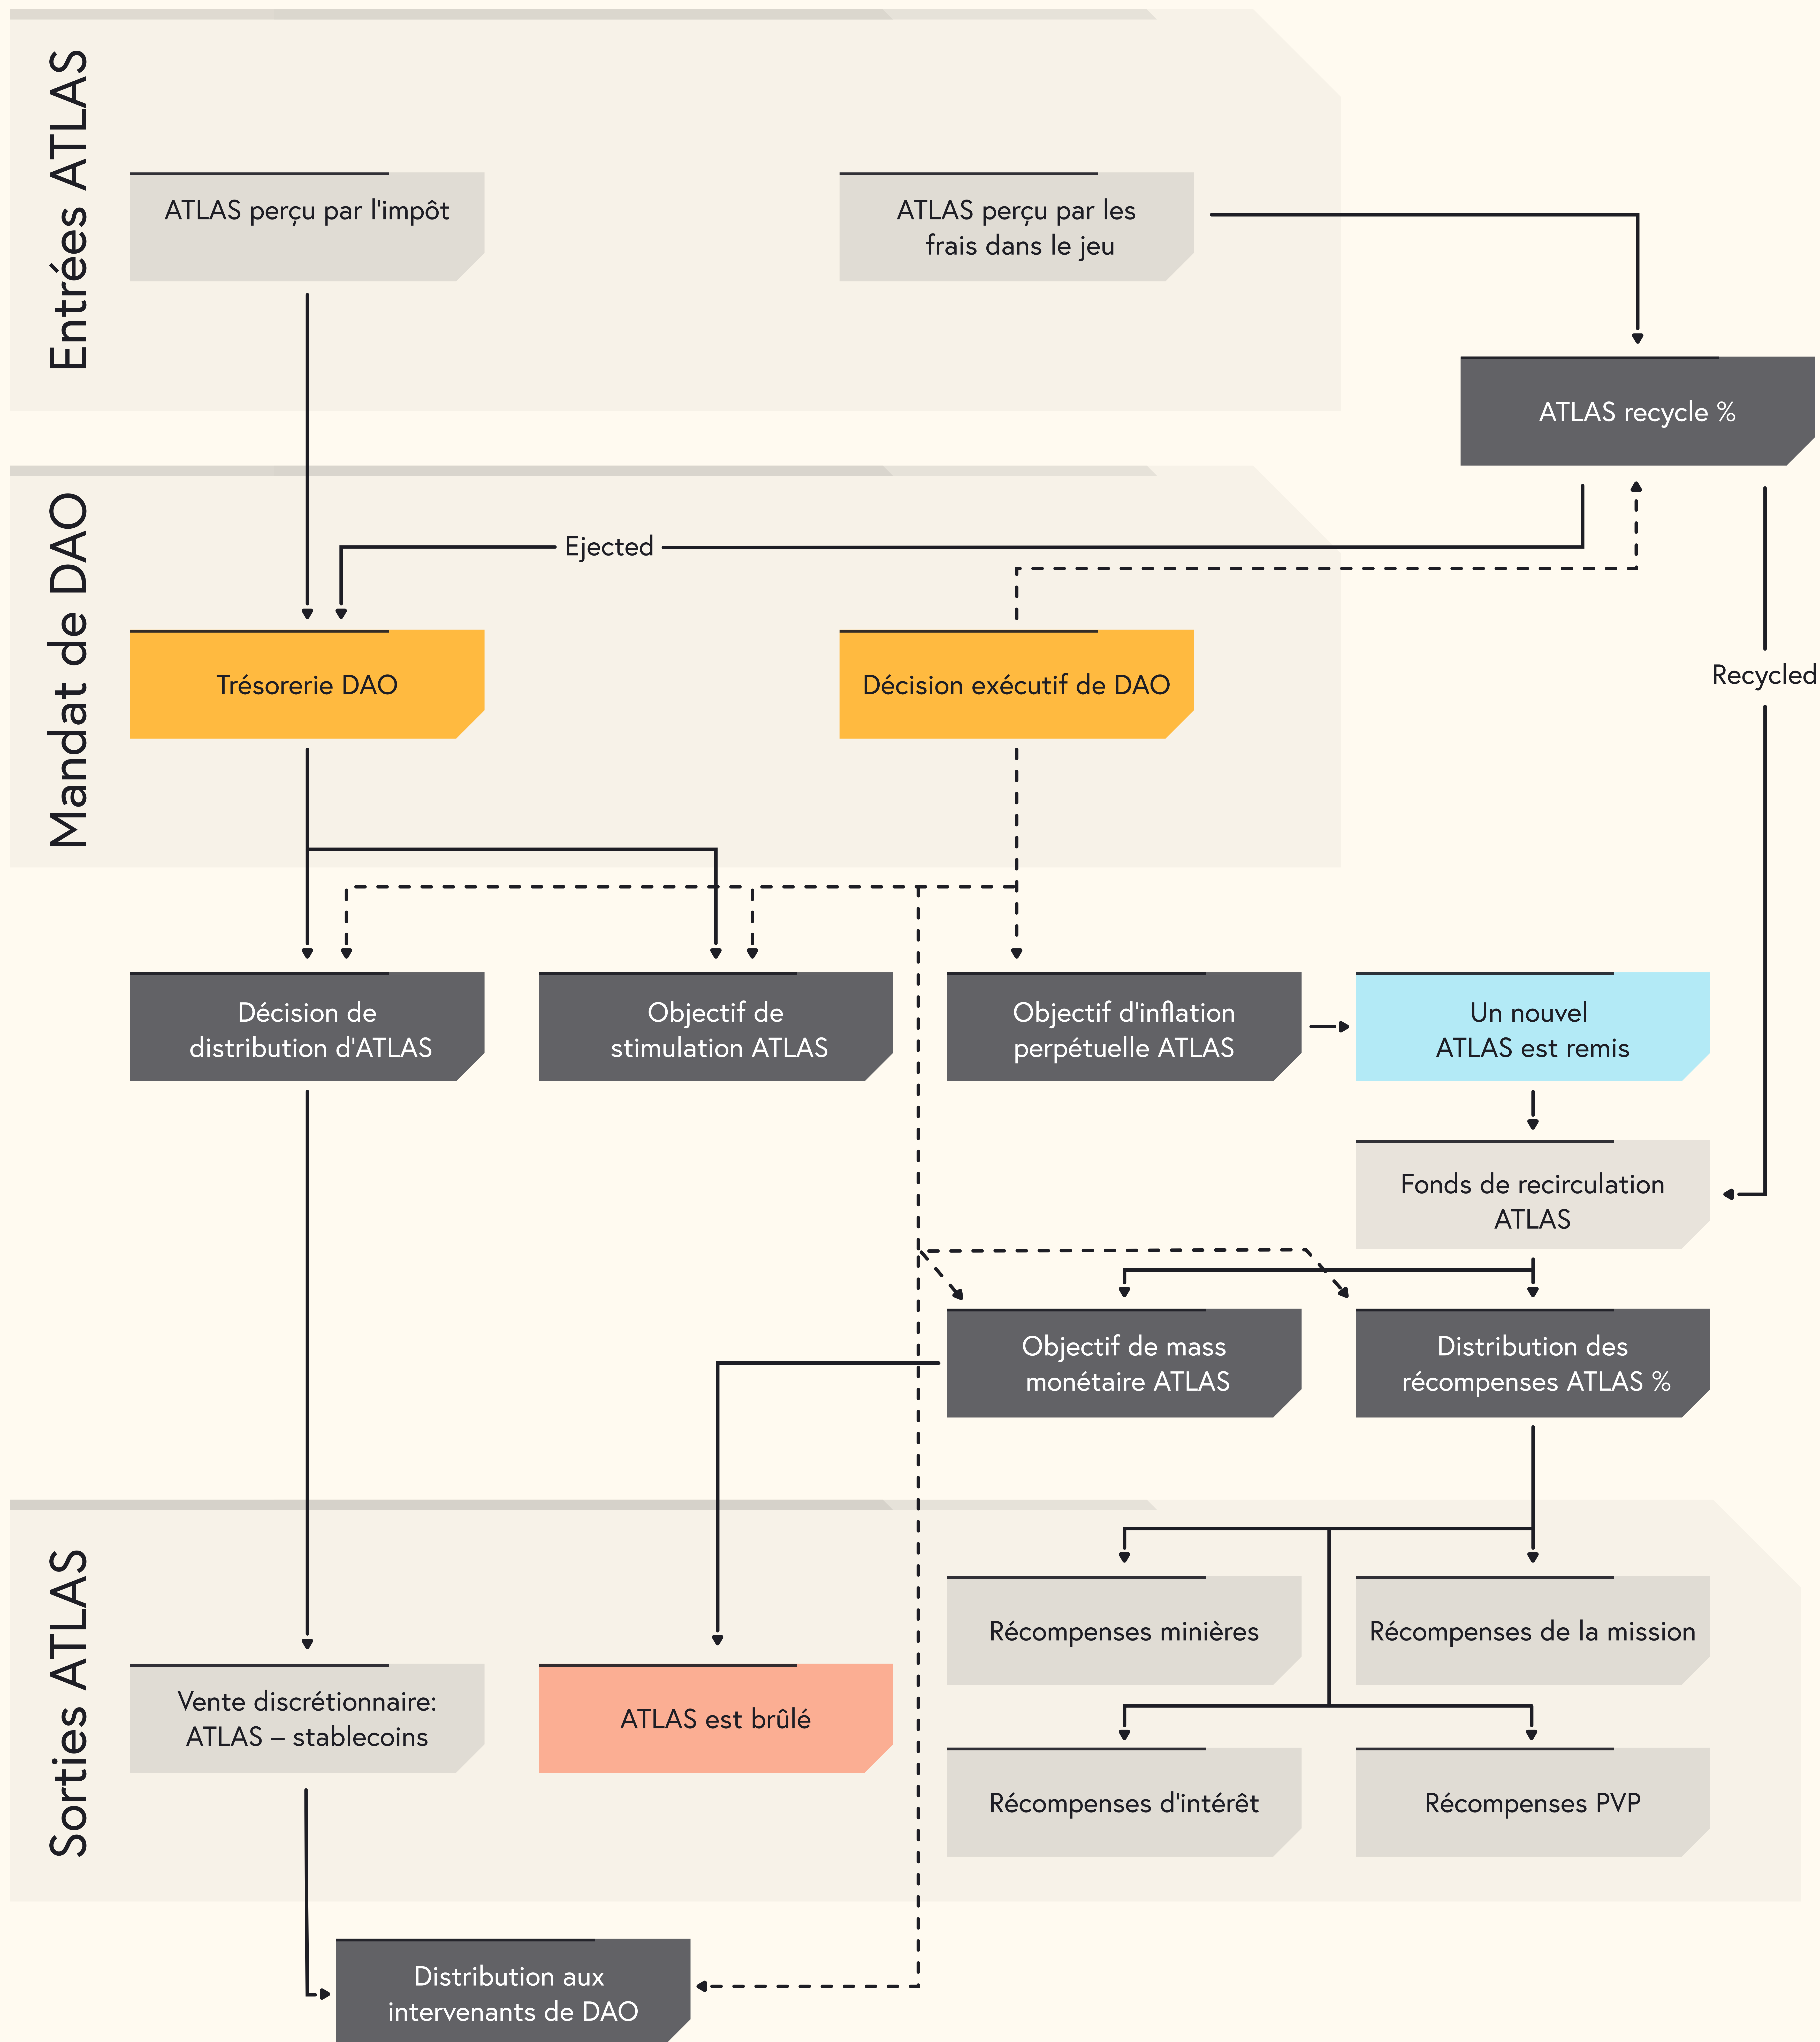 Entrées ATLAS
ATLAS perçu par l'impôt
ATLAS perçu par les
frais dans le jeu
ATLAS recycle %
Mandat de DAO
Ejected
Trésorerie DAO
Décision exécutif de DAO
Recycled
Décision de
distribution d'ATLAS
Objectif de
stimulation ATLAS
Objectif d'inflation
perpétuelle ATLAS
Un nouvel
ATLAS est remis
Fonds de recirculation
ATLAS
Objectif de mass
monétaire ATLAS
Distribution des
récompenses ATLAS %
Sorties ATLAS
Vente discrétionnaire:
ATLAS – stablecoins
ATLAS est brûlé
Récompenses minières
Récompenses de la mission
Récompenses d'intérêt
Récompenses PVP
Distribution aux
intervenants de DAO